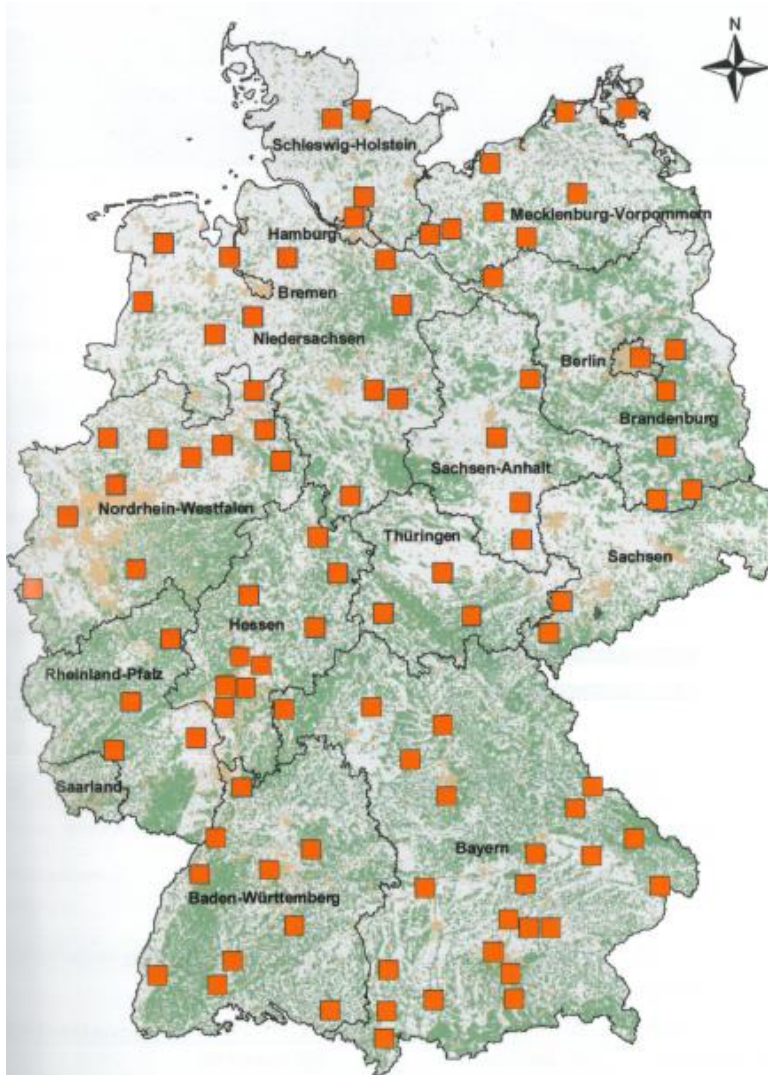 N
Schleswig-Holstein
Mecklenburg-Vorpommern
Hamburg
Bremen
Niedersachsen
Berlin
Brandenburg
Sachsen-Anhalt
Nordrhein-Westfalen
Thüringen
Sachsen
Hessen
Rheinland-Pfalz
Saarland
Bayern
Baden-Württemberg